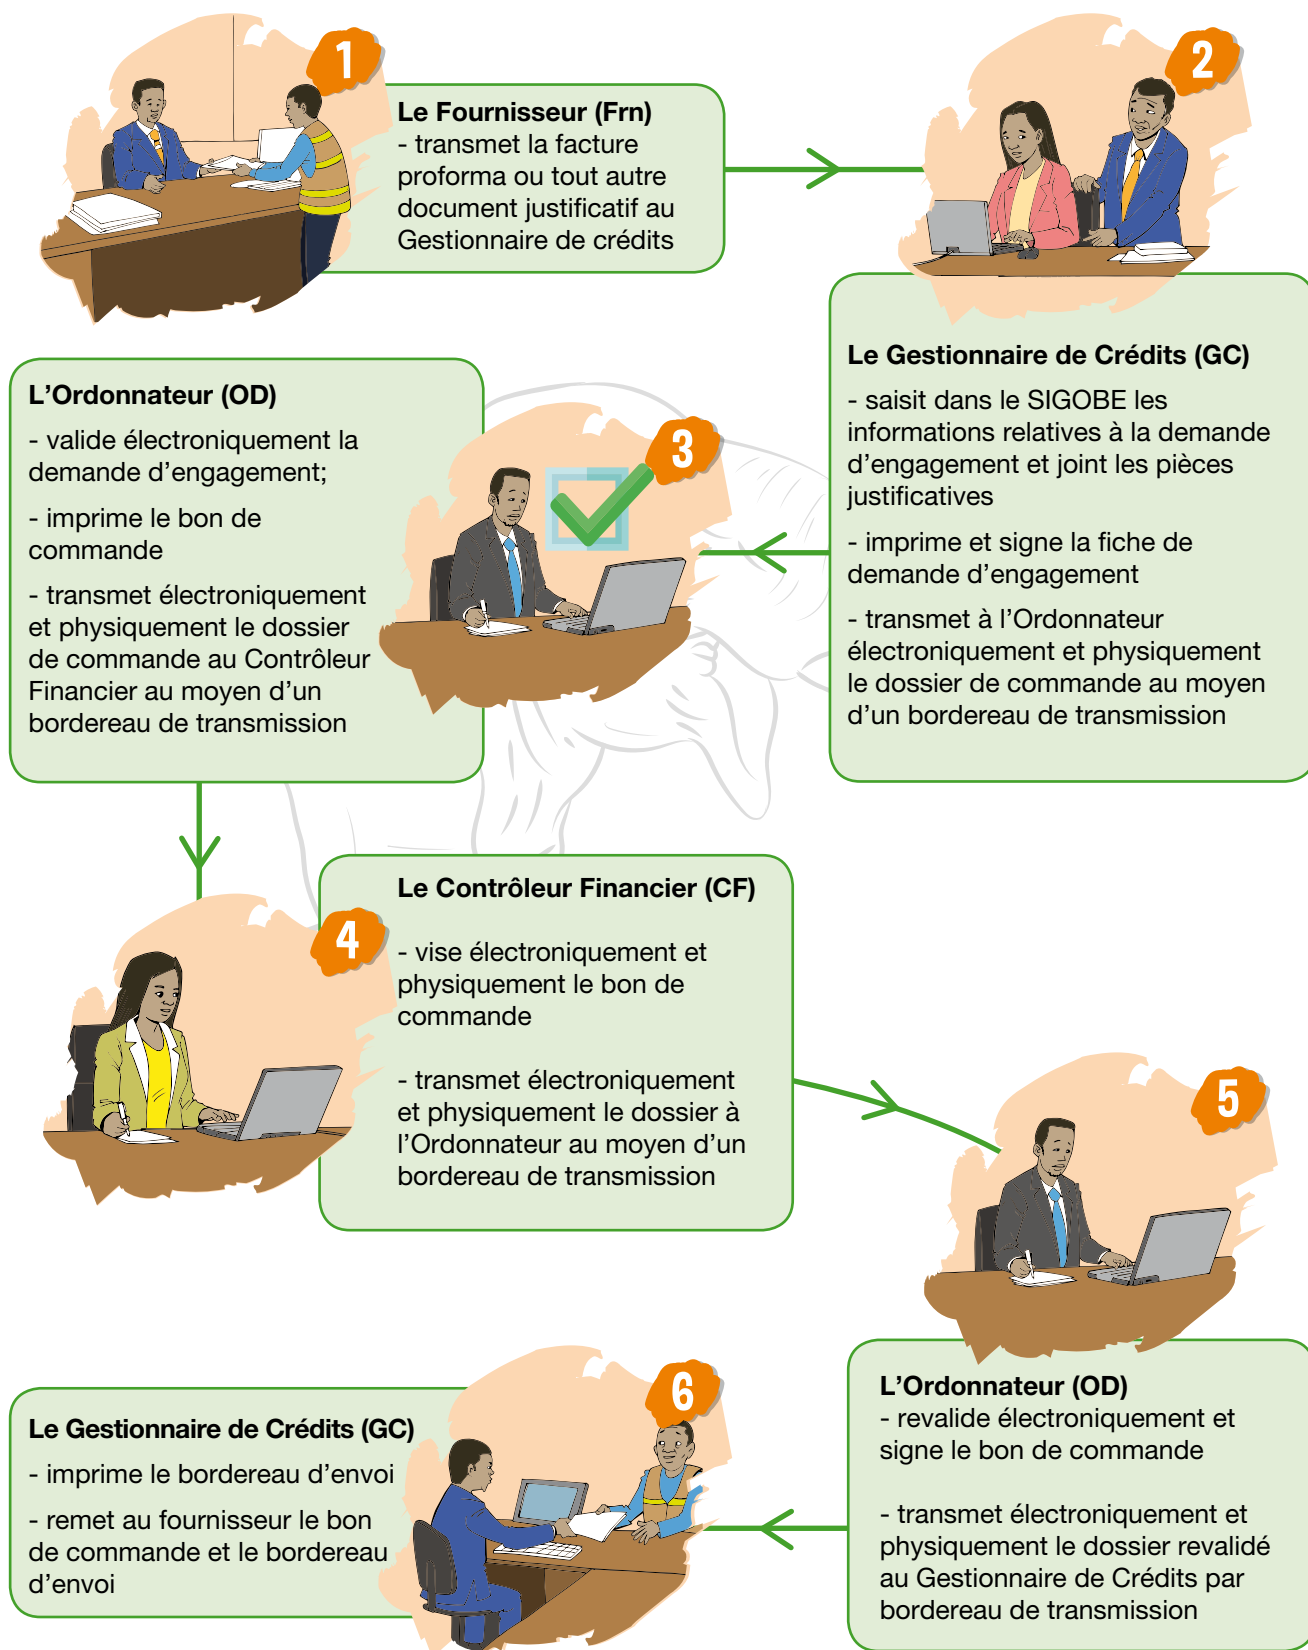 1
Le Fournisseur (Frn)
- transmet la facture
proforma ou tout autre
document justificatif au
Gestionnaire de crédits
2
Le Gestionnaire de Crédits (GC)
- saisit dans le SIGOBE les
informations relatives à la demande
d’engagement et joint les pièces
justificatives
- imprime et signe la fiche de
demande d’engagement
- transmet à l’Ordonnateur
électroniquement et physiquement
le dossier de commande au moyen
d’un bordereau de transmission
3
L’Ordonnateur (OD)
- valide électroniquement la
demande d’engagement;
- imprime le bon de
commande
- transmet électroniquement
et physiquement le dossier
de commande au Contrôleur
Financier au moyen d’un
bordereau de transmission
4
Le Contrôleur Financier (CF)
- vise électroniquement et
physiquement le bon de
commande
- transmet électroniquement
et physiquement le dossier à
l’Ordonnateur au moyen d’un
bordereau de transmission
5
L’Ordonnateur (OD)
- revalide électroniquement et
signe le bon de commande
- transmet électroniquement et
physiquement le dossier revalidé
au Gestionnaire de Crédits par
bordereau de transmission
6
Le Gestionnaire de Crédits (GC)
- imprime le bordereau d’envoi
- remet au fournisseur le bon
de commande et le bordereau
d’envoi